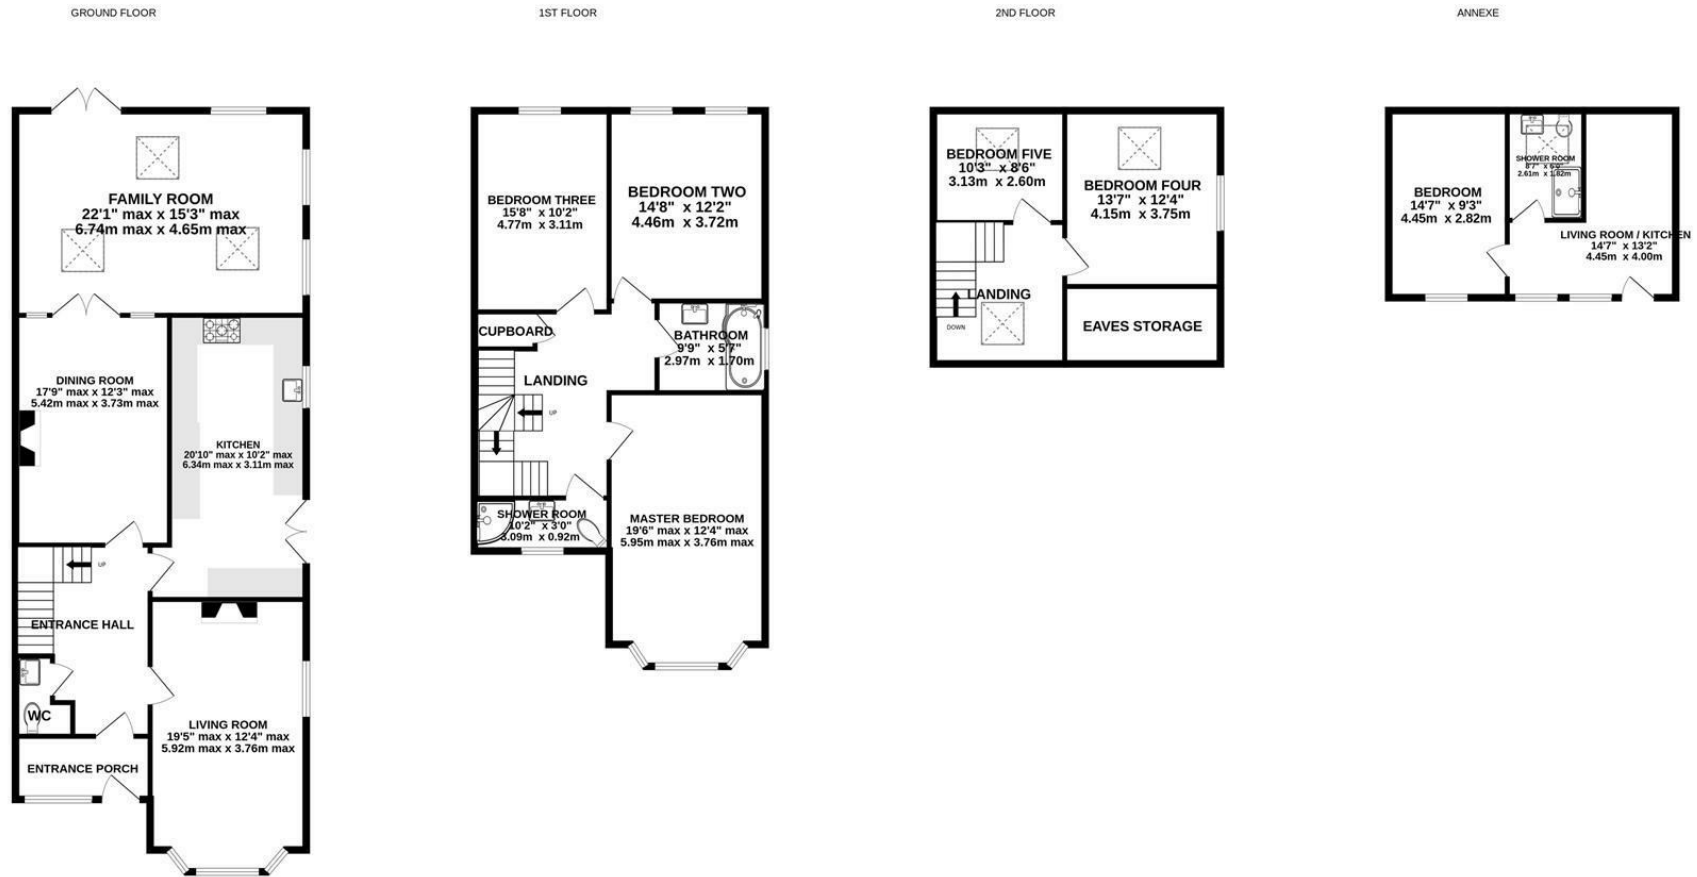 GROUND FLOOR
FAMILY ROOM
22'1" max x 15'3" max
6.74m max x 4.65m max
DINING ROOM
17'9" max x 12'3" max
5.42m max x 3.73m max
KITCHEN
20'10" max x 10'2" max
6.34m max x 3.11m max
UP
ENTRANCE HALL
WC
LIVING ROOM
19'5" max x 12'4" max
5.92m max x 3.76m max
ENTRANCE PORCH
1ST FLOOR
BEDROOM THREE
15'8" x 10'2"
4.77m x 3.11m
BEDROOM TWO
14'8" x 12'2"
4.46m x 3.72m
CUPBOARD
BATHROOM
9'9" x 5'7"
2.97m x 1.70m
LANDING
UP
SHOWER ROOM
10'2" x 3'0"
3.09m x 0.92m
MASTER BEDROOM
19'6" max x 12'4" max
5.95m max x 3.76m max
2ND FLOOR
BEDROOM FIVE
10'3" x 8'6"
3.13m x 2.60m
BEDROOM FOUR
13'7" x 12'4"
4.15m x 3.75m
LANDING
DOWN
EAVES STORAGE
ANNEXE
SHOWER ROOM
8'7" x 6'0"
2.61m x 1.82m
BEDROOM
14'7" x 9'3"
4.45m x 2.82m
LIVING ROOM / KITCHEN
14'7" x 13'2"
4.45m x 4.00m